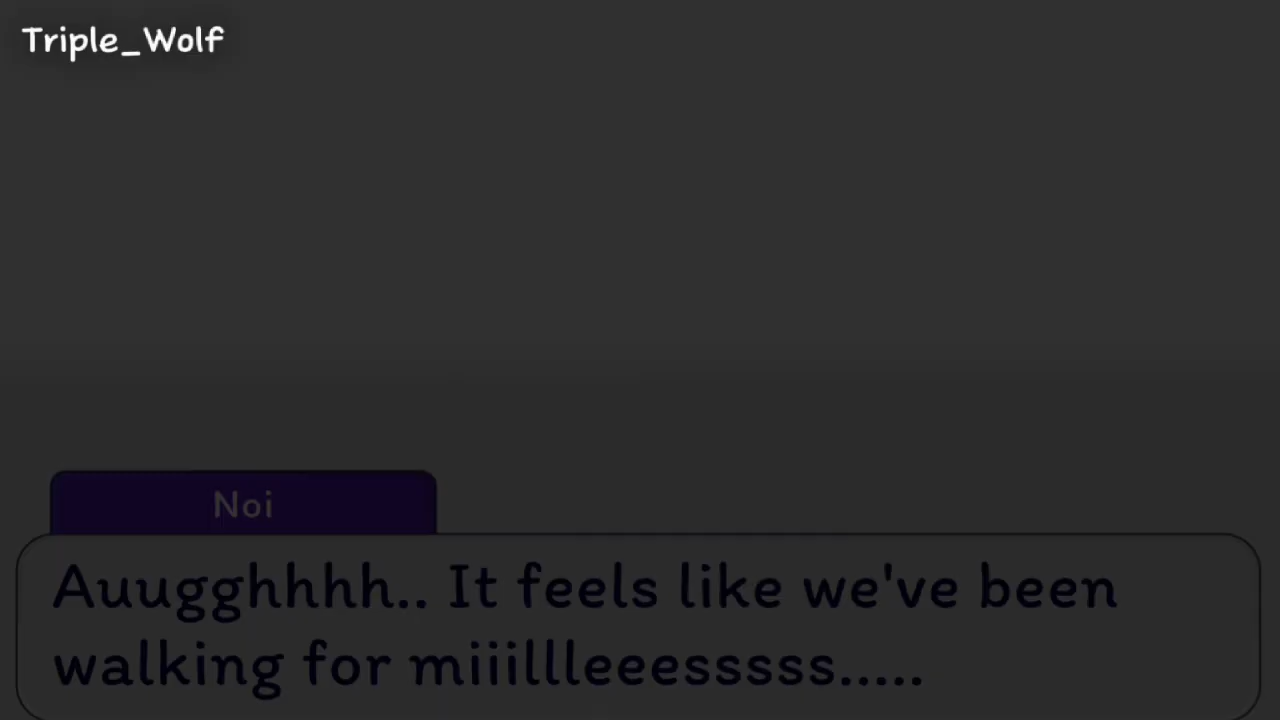 Triple_Wolf
Noi
Auugghhhh.. It feels like we've been
walking for miiillleeesssss.....